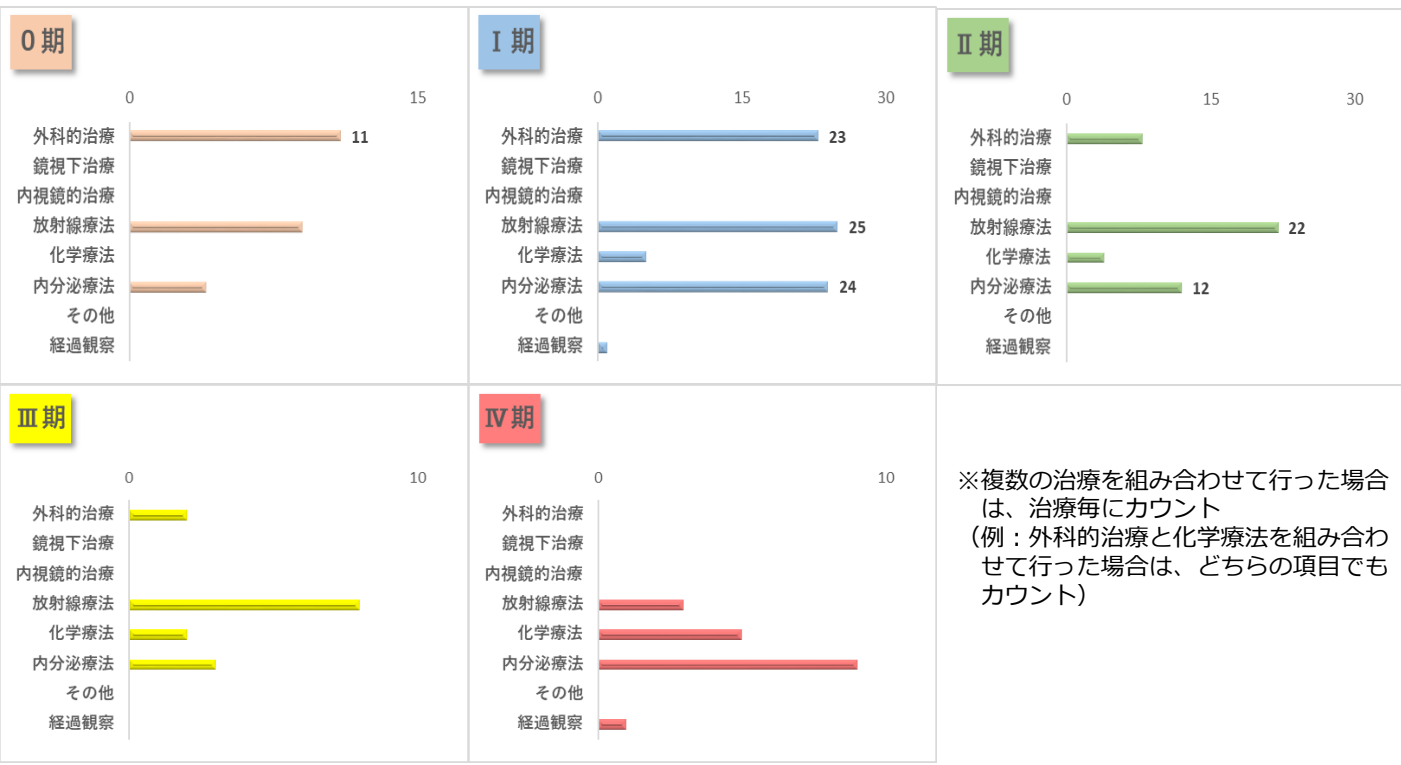 0期
0 15
外科的治療 11
鏡視下治療
内視鏡的治療
放射線療法
化学療法
内分泌療法
その他
経過観察
Ⅰ期
0 15 30
外科的治療 23
鏡視下治療
内視鏡的治療
放射線療法 25
化学療法
内分泌療法 24
その他
経過観察
Ⅱ期
0 15 30
外科的治療
鏡視下治療
内視鏡的治療
放射線療法 22
化学療法
内分泌療法 12
その他
経過観察
Ⅲ期
0 10
外科的治療
鏡視下治療
内視鏡的治療
放射線療法
化学療法
内分泌療法
その他
経過観察
Ⅳ期
0 10
外科的治療
鏡視下治療
内視鏡的治療
放射線療法
化学療法
内分泌療法
その他
経過観察
※複数の治療を組み合わせて行った場合
は、治療毎にカウント
（例：外科的治療と化学療法を組み合わ
せて行った場合は、どちらの項目でも
カウント）